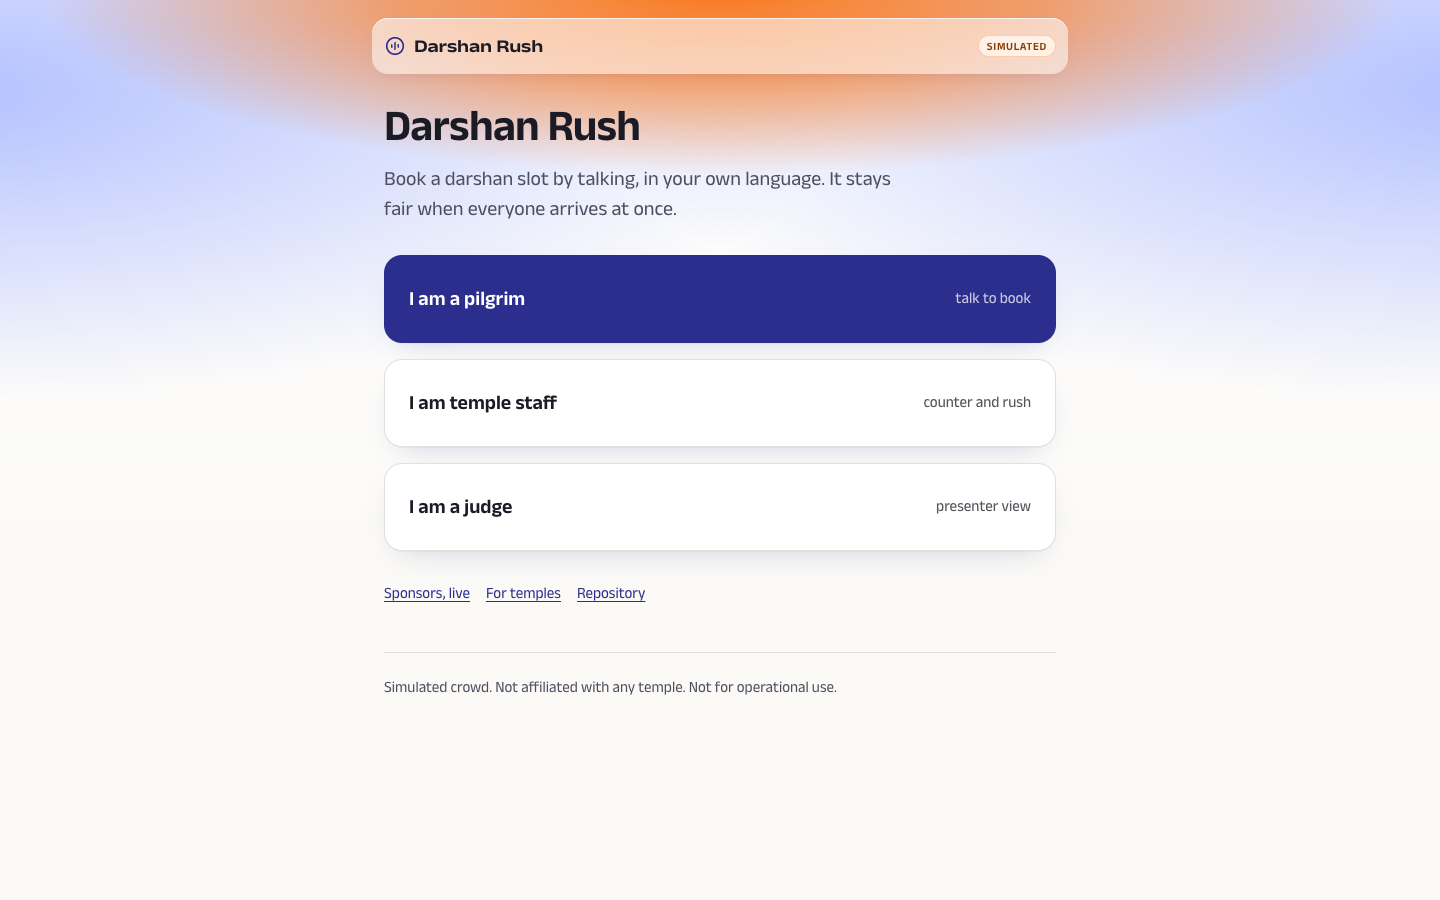 Darshan Rush
SIMULATED
Darshan Rush
Book a darshan slot by talking, in your own language. It stays
fair when everyone arrives at once.
I am a pilgrim
talk to book
I am temple staff
counter and rush
I am a judge
presenter view
Sponsors, live
For temples
Repository
Simulated crowd. Not affiliated with any temple. Not for operational use.